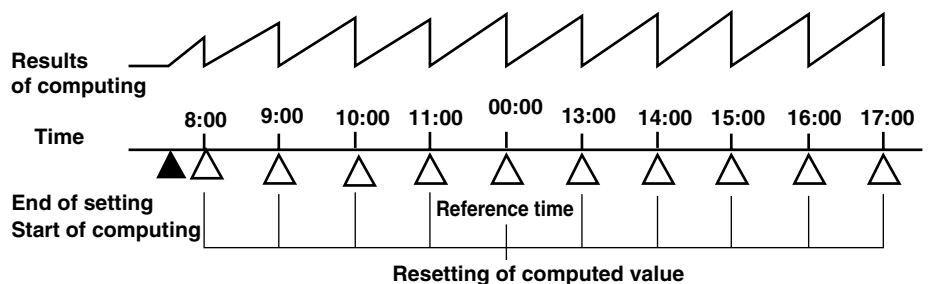 Results
of computing
Time
8:00 9:00 10:00 11:00 00:00 13:00 14:00 15:00 16:00 17:00
End of setting
Start of computing
Reference time
Resetting of computed value